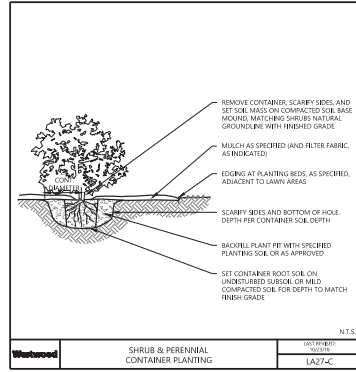 REMOVE CONTAINER, SCARIFY SIDES, AND
SET SOIL MASS ON COMPACTED SOIL BASE
MOUND, MATCHING SHRUBS NATURAL
GROUNDLINE WITH FINISHED GRADE
CONT.
DIAMETER
MULCH AS SPECIFIED (AND FILTER FABRIC,
AS INDICATED)
EDGING AT PLANTING BEDS, AS SPECIFIED,
ADJACENT TO LAWN AREAS
SCARIFY SIDES AND BOTTOM OF HOLE,
DEPTH PER CONTAINER SOIL DEPTH
BACKFILL PLANT PIT WITH SPECIFIED
PLANTING SOIL OR AS APPROVED
SET CONTAINER ROOT SOIL ON
UNDISTURBED SUBSOIL OR MILD
COMPACTED SOIL FOR DEPTH TO MATCH
FINISH GRADE
N.T.S.
Westwood
SHRUB & PERENNIAL
CONTAINER PLANTING
LAST REVISED:
10/23/18
LA27-C